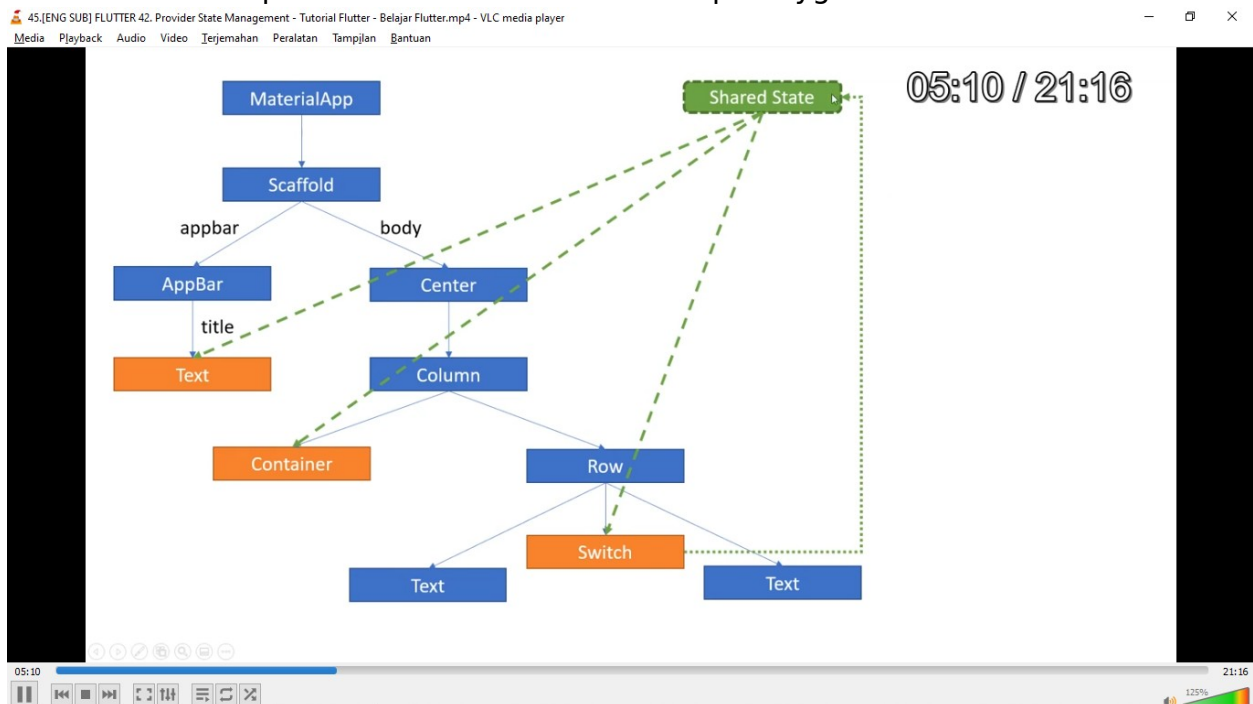 45.[ENG SUB] FLUTTER 42. Provider State Management - Tutorial Flutter - Belajar Flutter.mp4 - VLC media player
Media Playback Audio Video Terjemahan Peralatan Tampilan Bantuan
MaterialApp
Shared State
05:10 / 21:16
Scaffold
appbar
body
AppBar
Center
title
Text
Column
Container
Row
Switch
Text
Text
05:10
21:16
125%